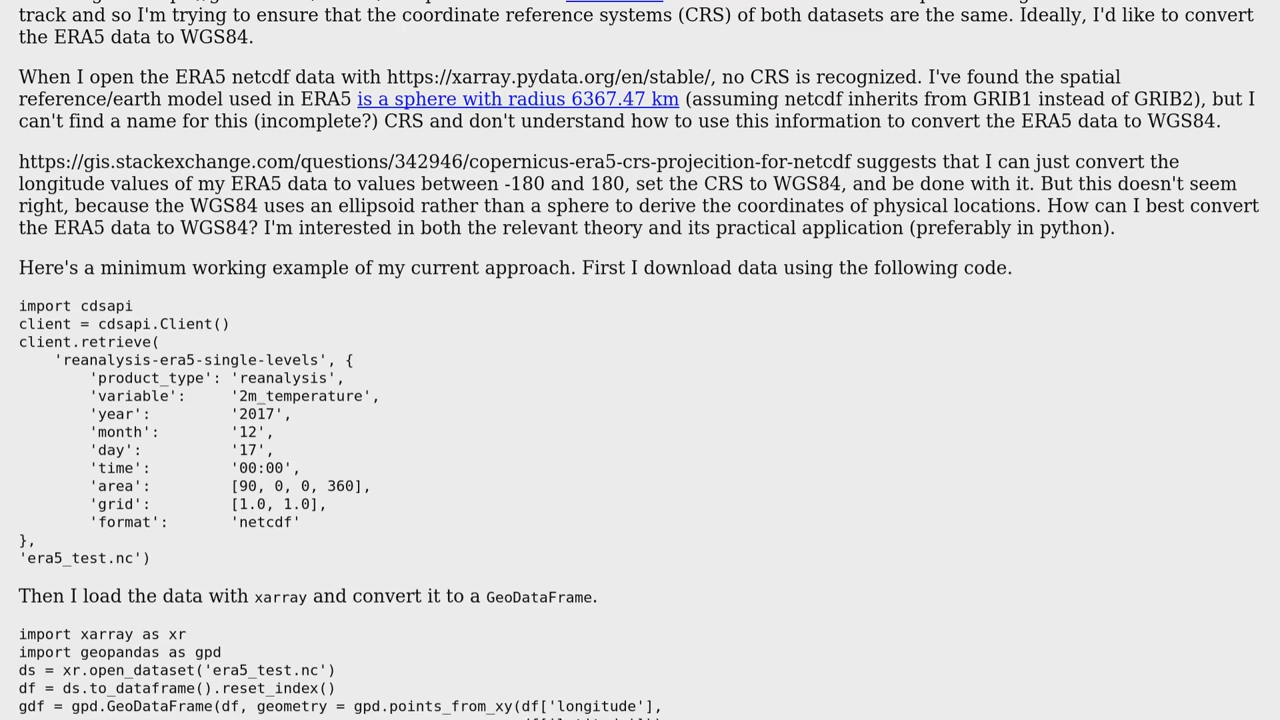 track and so I'm trying to ensure that the coordinate reference systems (CRS) of both datasets are the same. Ideally, I'd like to convert
the ERA5 data to WGS84.
When I open the ERA5 netcdf data with https://xarray.pydata.org/en/stable/, no CRS is recognized. I've found the spatial
reference/earth model used in ERA5 is a sphere with radius 6367.47 km (assuming netcdf inherits from GRIB1 instead of GRIB2), but I
can't find a name for this (incomplete?) CRS and don't understand how to use this information to convert the ERA5 data to WGS84.
https://gis.stackexchange.com/questions/342946/copernicus-era5-crs-projecition-for-netcdf suggests that I can just convert the
longitude values of my ERA5 data to values between -180 and 180, set the CRS to WGS84, and be done with it. But this doesn't seem
right, because the WGS84 uses an ellipsoid rather than a sphere to derive the coordinates of physical locations. How can I best convert
the ERA5 data to WGS84? I'm interested in both the relevant theory and its practical application (preferably in python).
Here's a minimum working example of my current approach. First I download data using the following code.
import cdsapi
client = cdsapi.Client()
client.retrieve(
    'reanalysis-era5-single-levels', {
        'product_type': 'reanalysis',
        'variable':     '2m_temperature',
        'year':         '2017',
        'month':        '12',
        'day':          '17',
        'time':         '00:00',
        'area':         [90, 0, 0, 360],
        'grid':         [1.0, 1.0],
        'format':       'netcdf'
},
'era5_test.nc')
Then I load the data with xarray and convert it to a GeoDataFrame.
import xarray as xr
import geopandas as gpd
ds = xr.open_dataset('era5_test.nc')
df = ds.to_dataframe().reset_index()
gdf = gpd.GeoDataFrame(df, geometry = gpd.points_from_xy(df['longitude'],